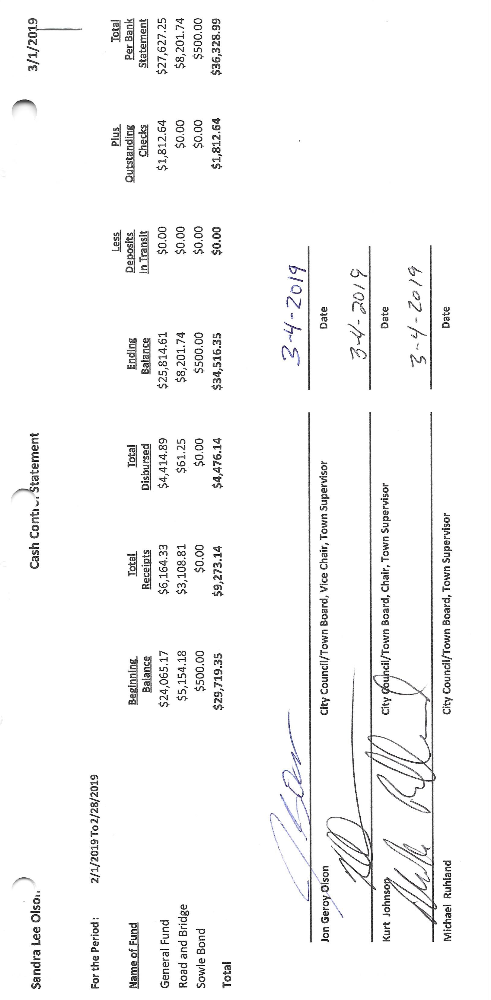 Sandra Lee Olson Cash Control Statement 3/1/2019
For the Period : 2/1/2019 To2/28/2019
Name of Fund Beginning Balance Total Receipts Total Disbursed Ending Balance Less Deposits In Transit Plus Outstanding Checks Total Per Bank Statement
General Fund $24,065.17 $6,164.33 $4,414.89 $25,814.61 $0.00 $1,812.64 $27,627.25
Road and Bridge $5,154.18 $3,108.81 $61.25 $8,201.74 $0.00 $0.00 $8,201.74
Sowle Bond $500.00 $0.00 $0.00 $500.00 $0.00 $0.00 $500.00
Total $29,719.35 $9,273.14 $4,476.14 $34,516.35 $0.00 $1,812.64 $36,328.99
3-4-2019
Jon Geroy Olson City Council/Town Board, Vice Chair, Town Supervisor Date
3-4-2019
Kurt Johnson City Council/Town Board, Chair, Town Supervisor Date
3-4-2019
Michael Ruhland City Council/Town Board, Town Supervisor Date